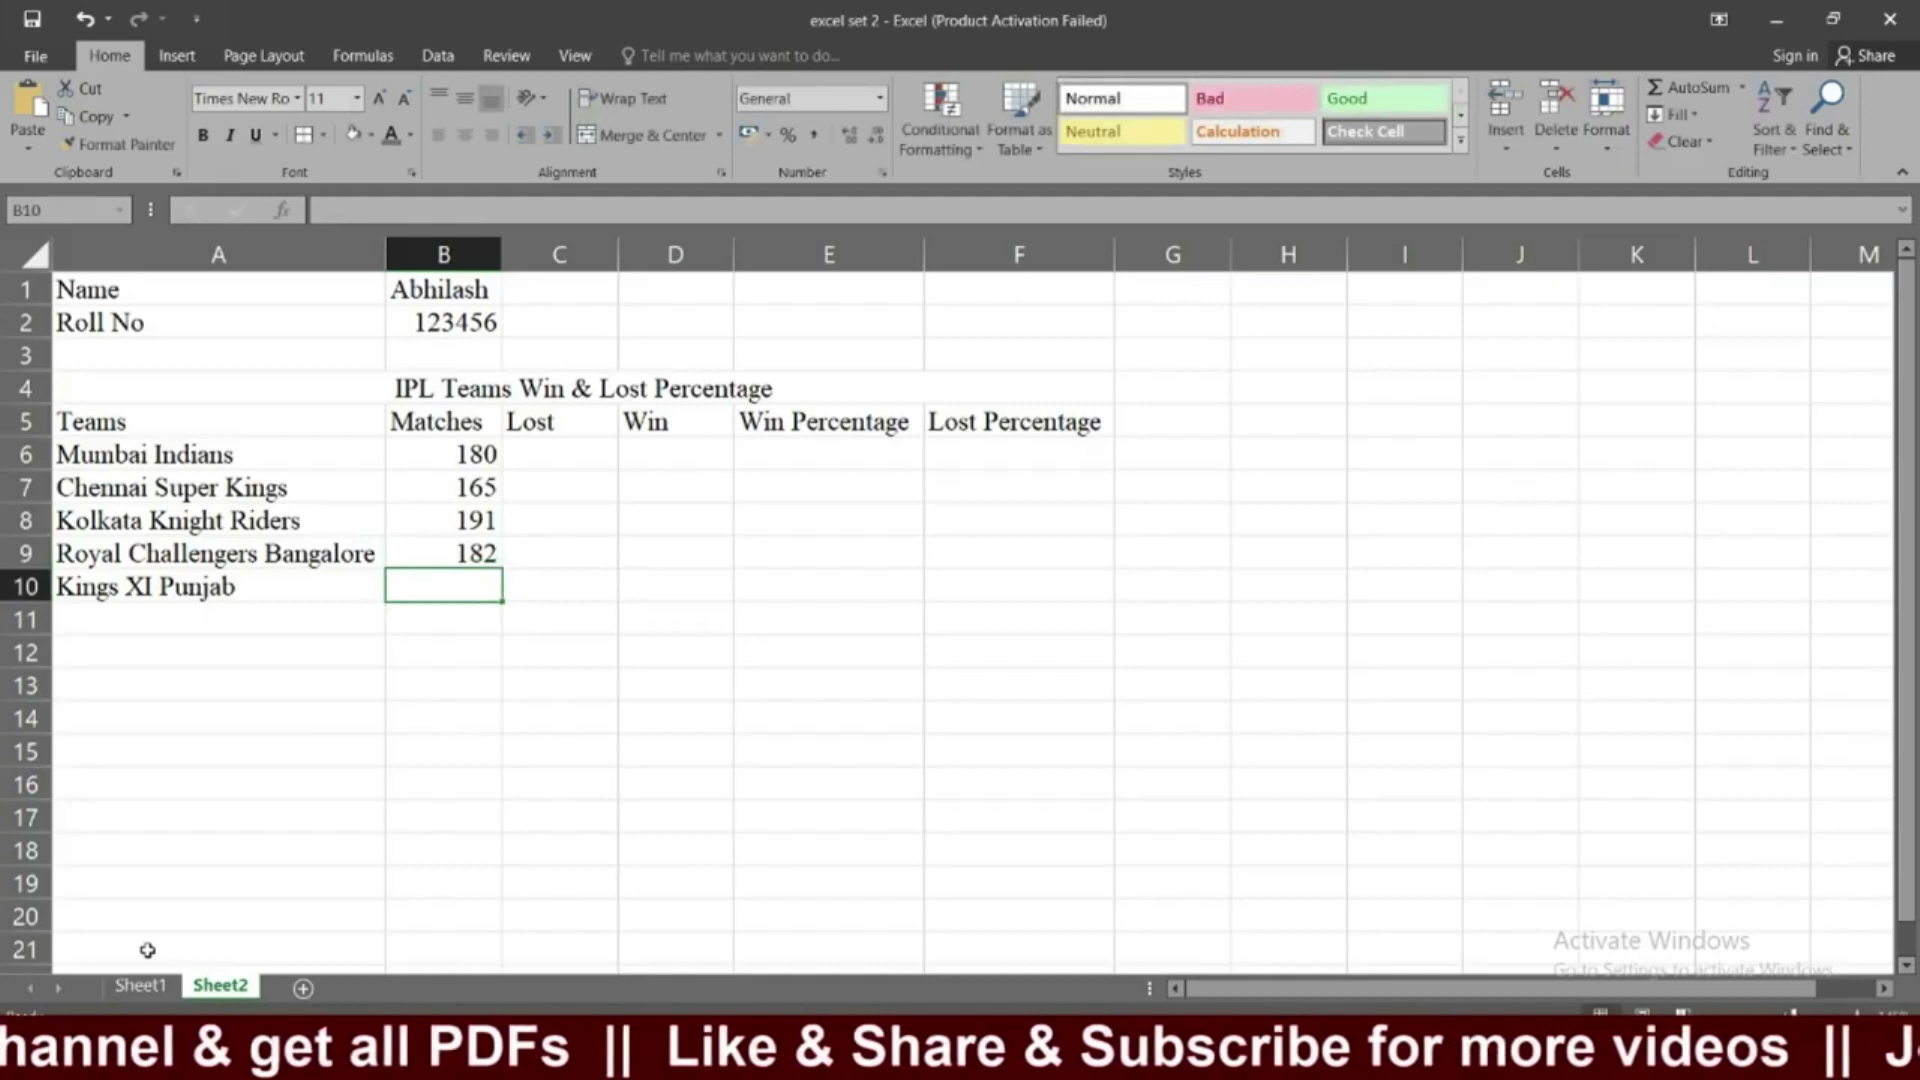 excel set 2 - Excel (Product Activation Failed)
File Home Insert Page Layout Formulas Data Review View Tell me what you want to do... Sign in Share
Paste Cut Copy Format Painter Clipboard
Times New Ro 11 B I U Font
Wrap Text Merge & Center Alignment
General % Number
Conditional Formatting Format as Table
Normal Bad Good
Neutral Calculation Check Cell
Styles
Insert Delete Format Cells
AutoSum Fill Clear Sort & Filter Find & Select Editing
B10 fx
A B C D E F G H I J K L M
1 Name Abhilash
2 Roll No 123456
3
4 IPL Teams Win & Lost Percentage
5 Teams Matches Lost Win Win Percentage Lost Percentage
6 Mumbai Indians 180
7 Chennai Super Kings 165
8 Kolkata Knight Riders 191
9 Royal Challengers Bangalore 182
10 Kings XI Punjab
11
12
13
14
15
16
17
18
19
20
21
Activate Windows
Go to Settings to activate Windows.
Sheet1 Sheet2
hannel & get all PDFs || Like & Share & Subscribe for more videos || J